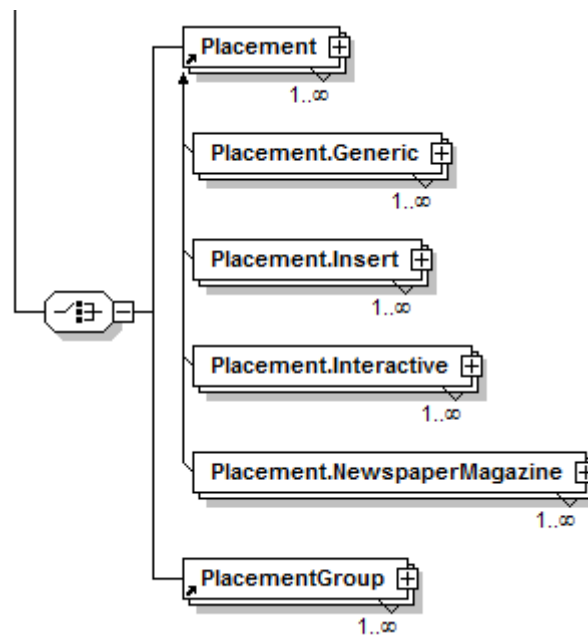 Placement
1..∞
Placement.Generic
1..∞
Placement.Insert
1..∞
Placement.Interactive
1..∞
Placement.NewspaperMagazine
1..∞
PlacementGroup
1..∞